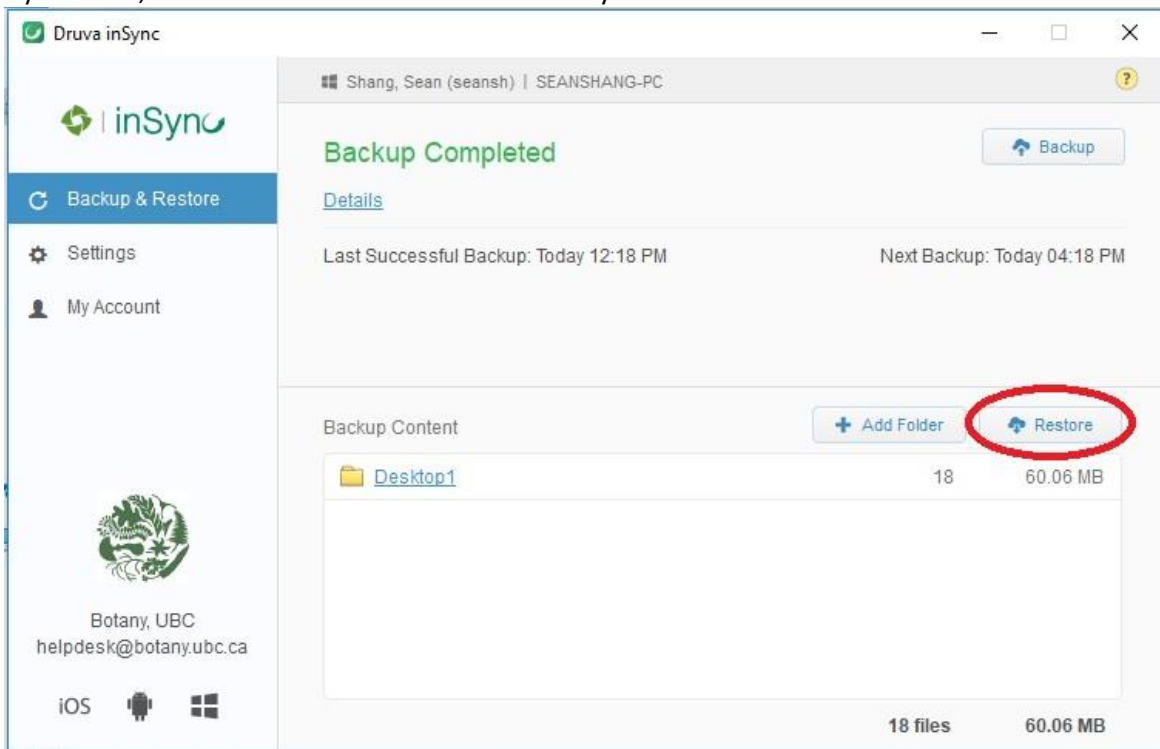 Druva inSync
Shang, Sean (seansh) | SEANSHANG-PC
?
inSync
Backup Completed
Backup
Backup & Restore
Details
Settings
Last Successful Backup: Today 12:18 PM
Next Backup: Today 04:18 PM
My Account
Backup Content
Add Folder
Restore
Desktop1
18
60.06 MB
Botany, UBC
helpdesk@botany.ubc.ca
iOS
18 files
60.06 MB